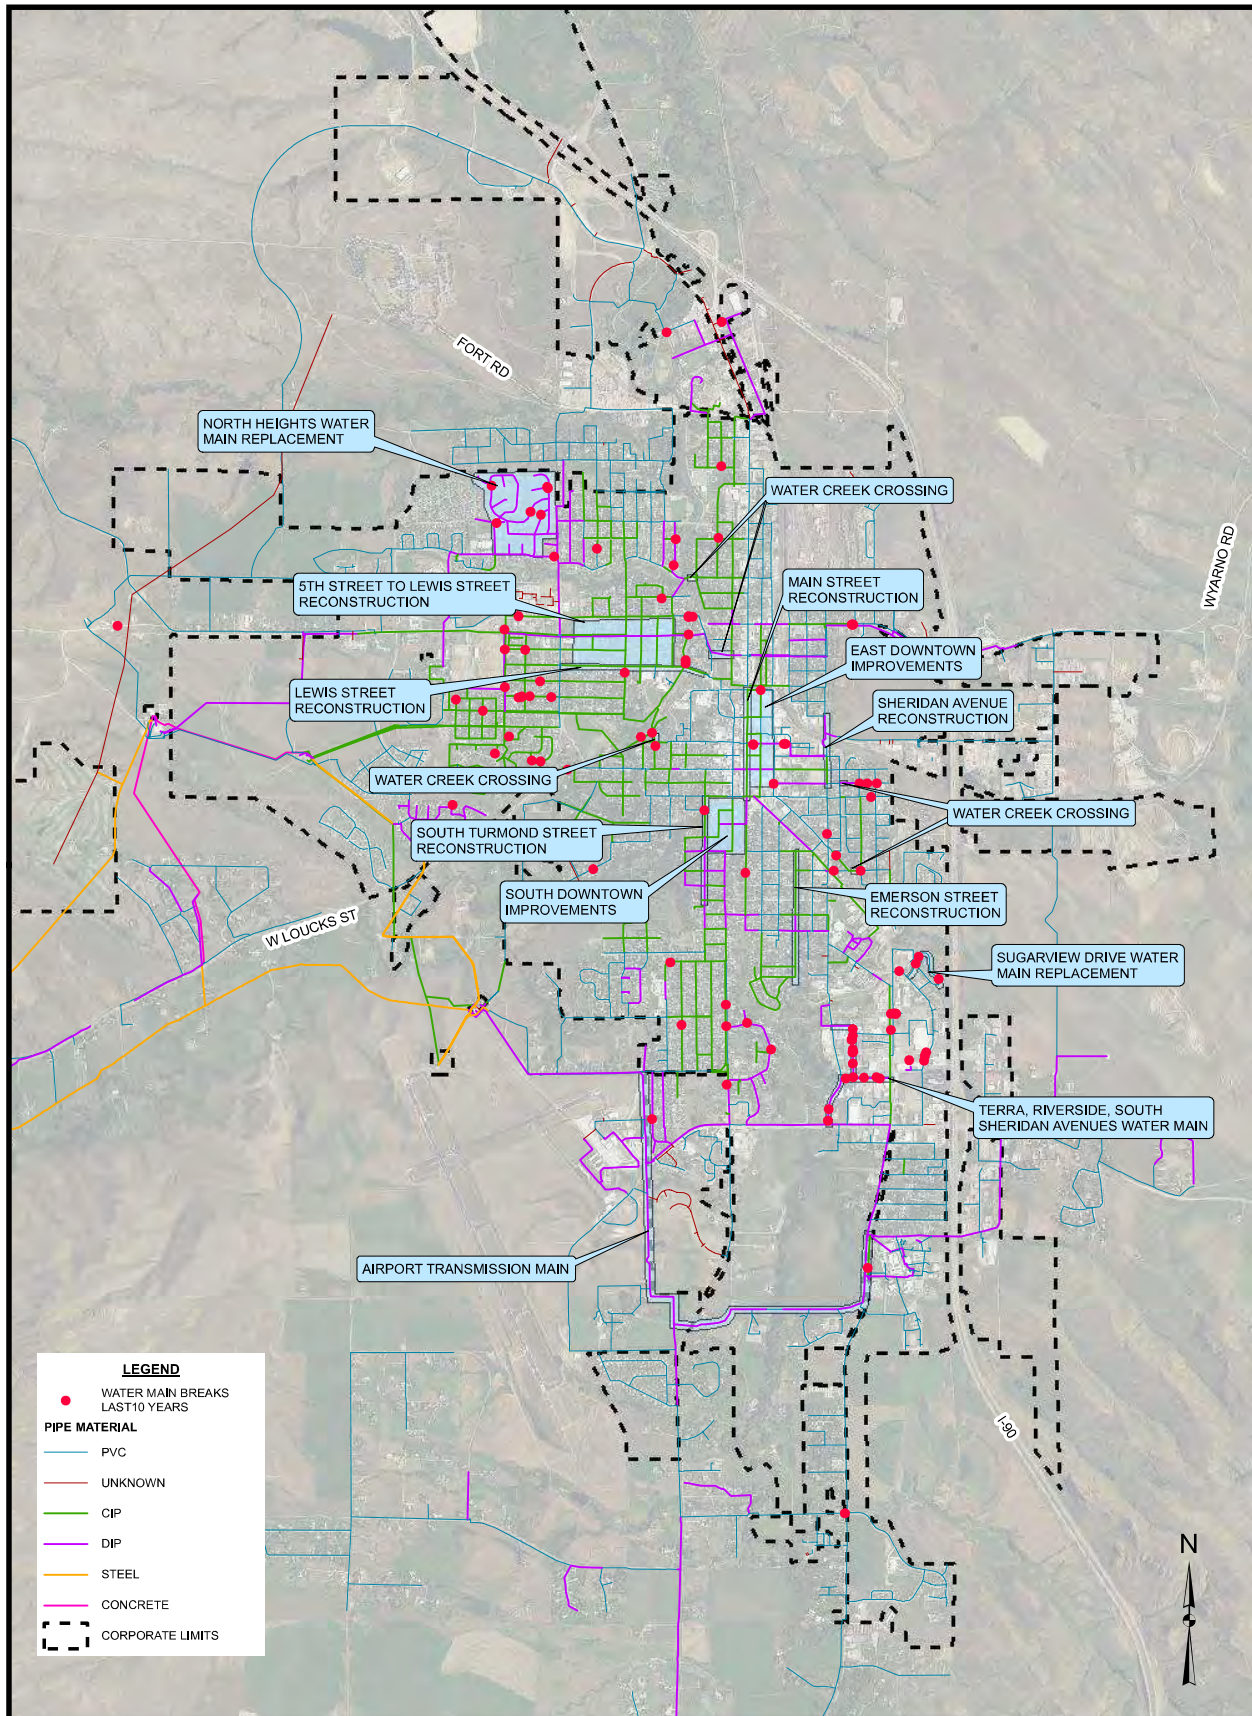 FORT RD
NORTH HEIGHTS WATER
MAIN REPLACEMENT
WATER CREEK CROSSING
WYARNO RD
5TH STREET TO LEWIS STREET
RECONSTRUCTION
MAIN STREET
RECONSTRUCTION
EAST DOWNTOWN
IMPROVEMENTS
LEWIS STREET
RECONSTRUCTION
SHERIDAN AVENUE
RECONSTRUCTION
WATER CREEK CROSSING
WATER CREEK CROSSING
SOUTH TURMOND STREET
RECONSTRUCTION
SOUTH DOWNTOWN
IMPROVEMENTS
EMERSON STREET
RECONSTRUCTION
W LOUCKS ST
SUGARVIEW DRIVE WATER
MAIN REPLACEMENT
TERRA, RIVERSIDE, SOUTH
SHERIDAN AVENUES WATER MAIN
AIRPORT TRANSMISSION MAIN
I-90
LEGEND
WATER MAIN BREAKS
LAST10 YEARS
PIPE MATERIAL
PVC
UNKNOWN
CIP
DIP
STEEL
CONCRETE
CORPORATE LIMITS
N